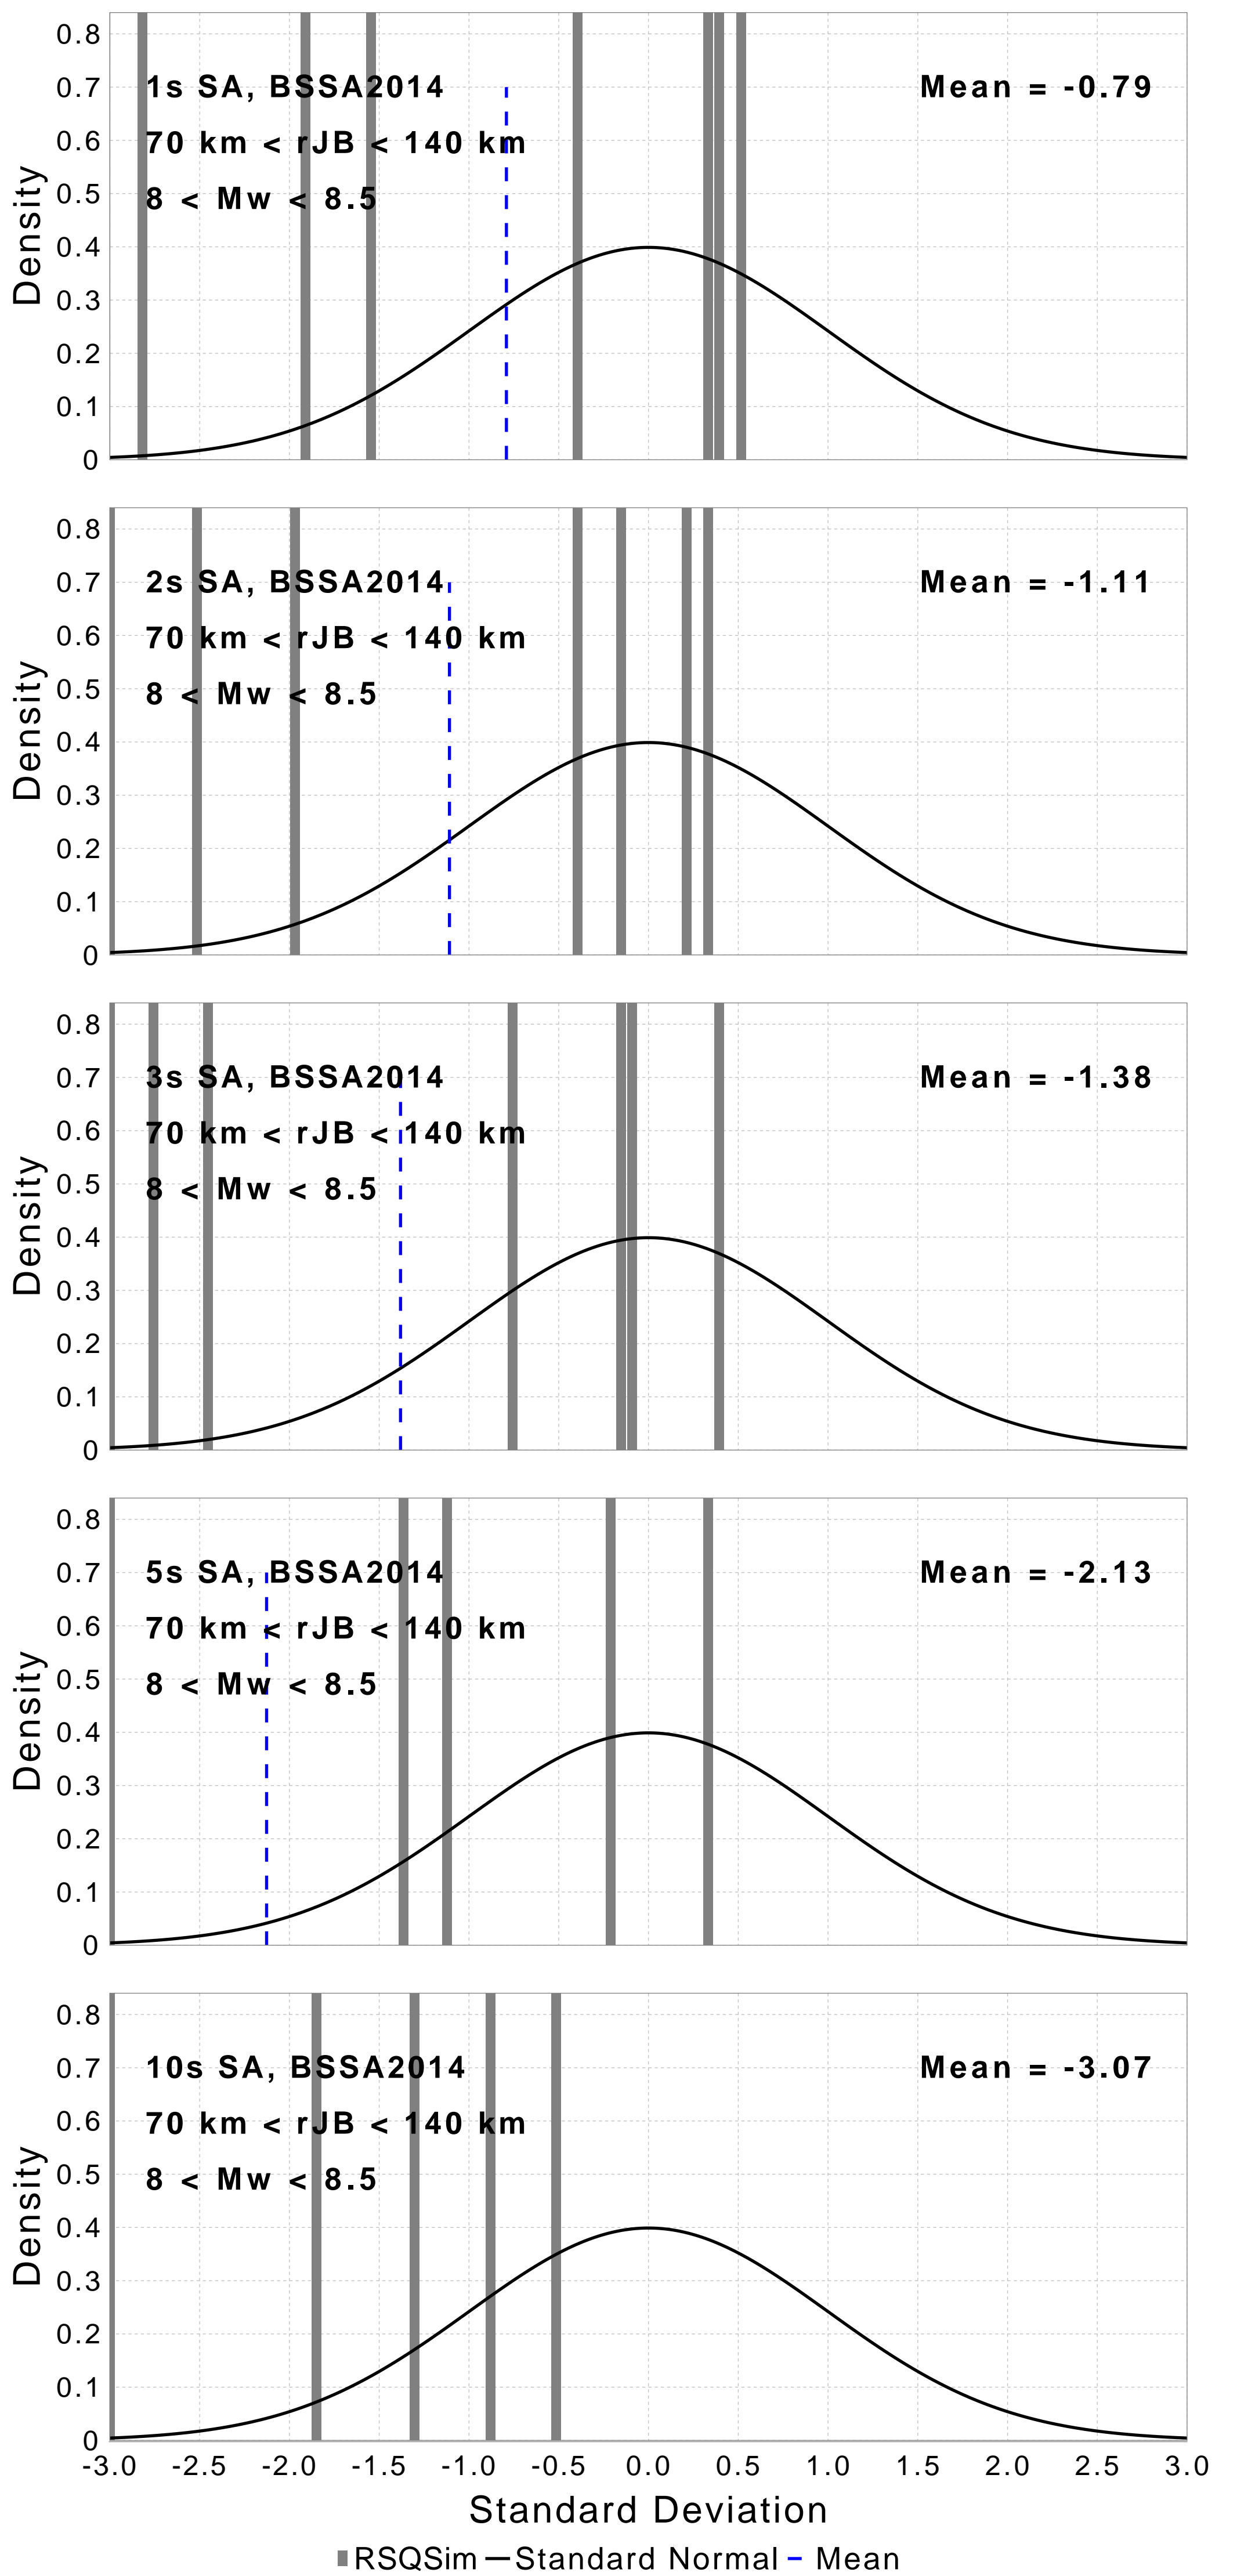 0.8
0.7
0.6
0.5
0.4
0.3
0.2
0.1
0
Density
1s SA, BSSA2014
70 km < rJB < 140 km
8 < Mw < 8.5
Mean = -0.79
0.8
0.7
0.6
0.5
0.4
0.3
0.2
0.1
0
Density
2s SA, BSSA2014
70 km < rJB < 140 km
8 < Mw < 8.5
Mean = -1.11
0.8
0.7
0.6
0.5
0.4
0.3
0.2
0.1
0
Density
3s SA, BSSA2014
70 km < rJB < 140 km
8 < Mw < 8.5
Mean = -1.38
0.8
0.7
0.6
0.5
0.4
0.3
0.2
0.1
0
Density
5s SA, BSSA2014
70 km < rJB < 140 km
8 < Mw < 8.5
Mean = -2.13
0.8
0.7
0.6
0.5
0.4
0.3
0.2
0.1
0
Density
10s SA, BSSA2014
70 km < rJB < 140 km
8 < Mw < 8.5
Mean = -3.07
-3.0 -2.5 -2.0 -1.5 -1.0 -0.5 0.0 0.5 1.0 1.5 2.0 2.5 3.0
Standard Deviation
RSQSim Standard Normal Mean